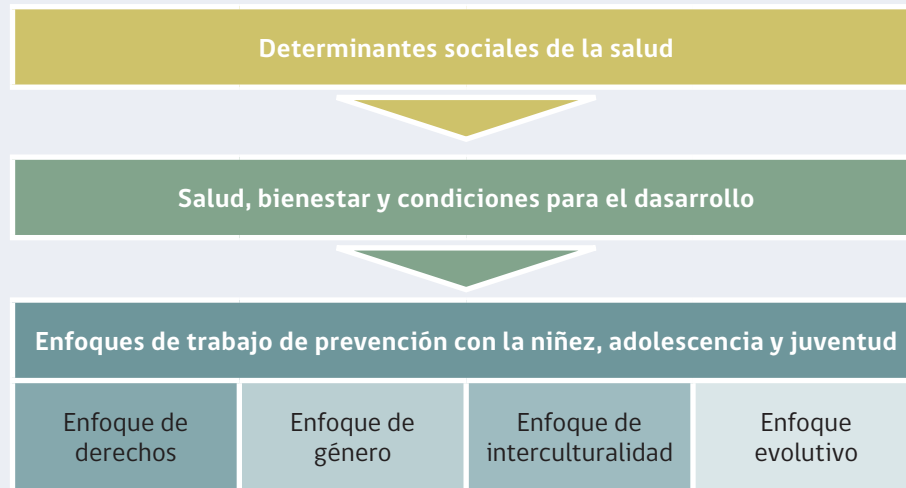 Determinantes sociales de la salud
Salud, bienestar y condiciones para el dasarrollo
Enfoques de trabajo de prevención con la niñez, adolescencia y juventud
Enfoque de
derechos
Enfoque de
género
Enfoque de
interculturalidad
Enfoque
evolutivo